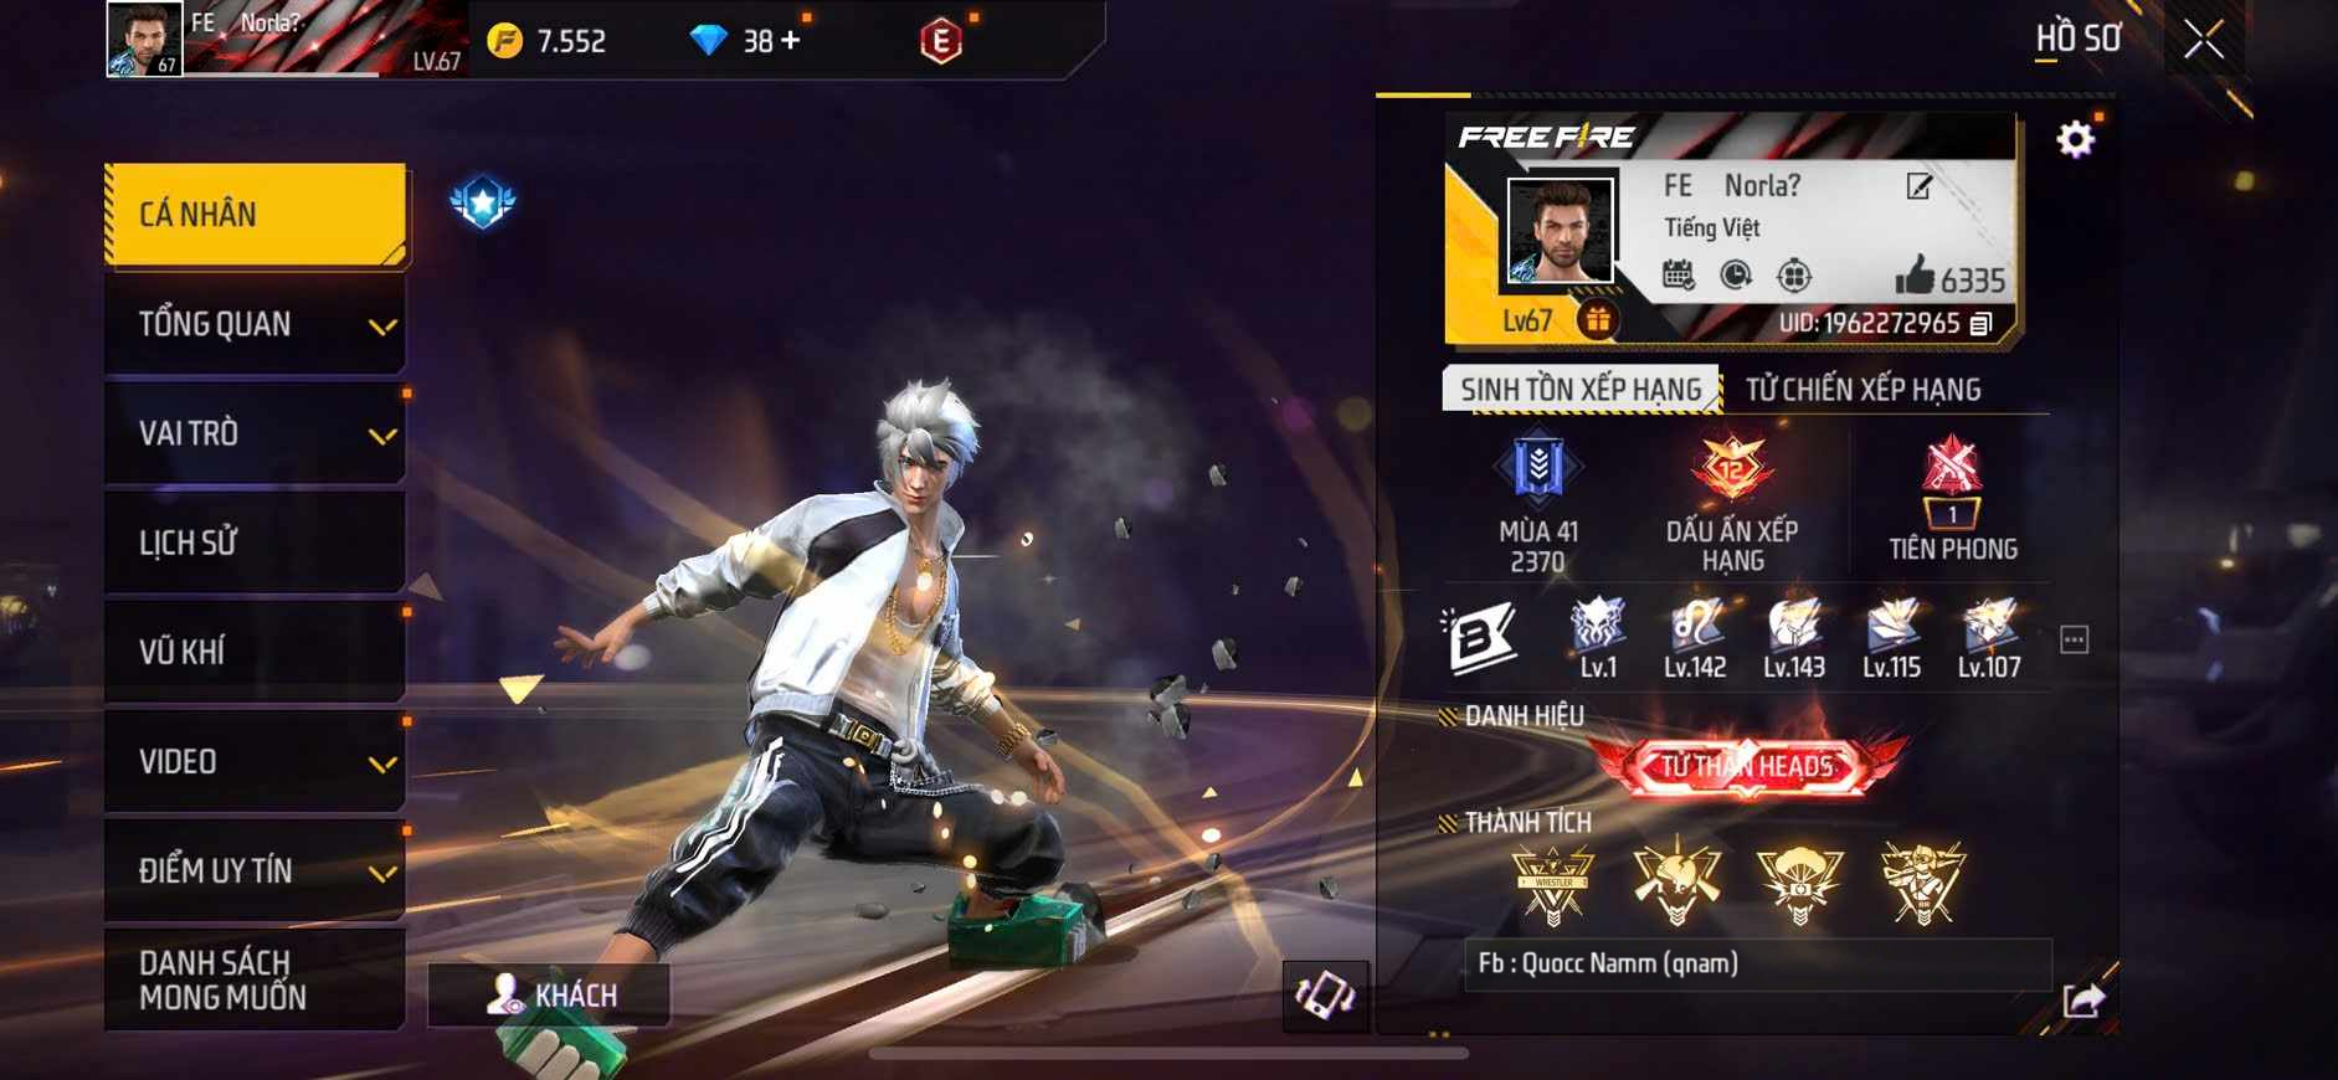 FE Norla?
67
LV.67
7.552
38 +
E
HỒ SƠ
CÁ NHÂN
TỔNG QUAN
VAI TRÒ
LỊCH SỬ
VŨ KHÍ
VIDEO
ĐIỂM UY TÍN
DANH SÁCH
MONG MUỐN
KHÁCH
FREE FIRE
FE Norla?
Tiếng Việt
6335
Lv67
UID: 1962272965
SINH TỒN XẾP HẠNG
TỬ CHIẾN XẾP HẠNG
MÙA 41
2370
12
DẤU ẤN XẾP
HẠNG
1
TIÊN PHONG
B
Lv.1
Lv.142
Lv.143
Lv.115
Lv.107
DANH HIỆU
TỬ THẦN HEADS
THÀNH TÍCH
WRESTLER
Fb : Quocc Namm (qnam)